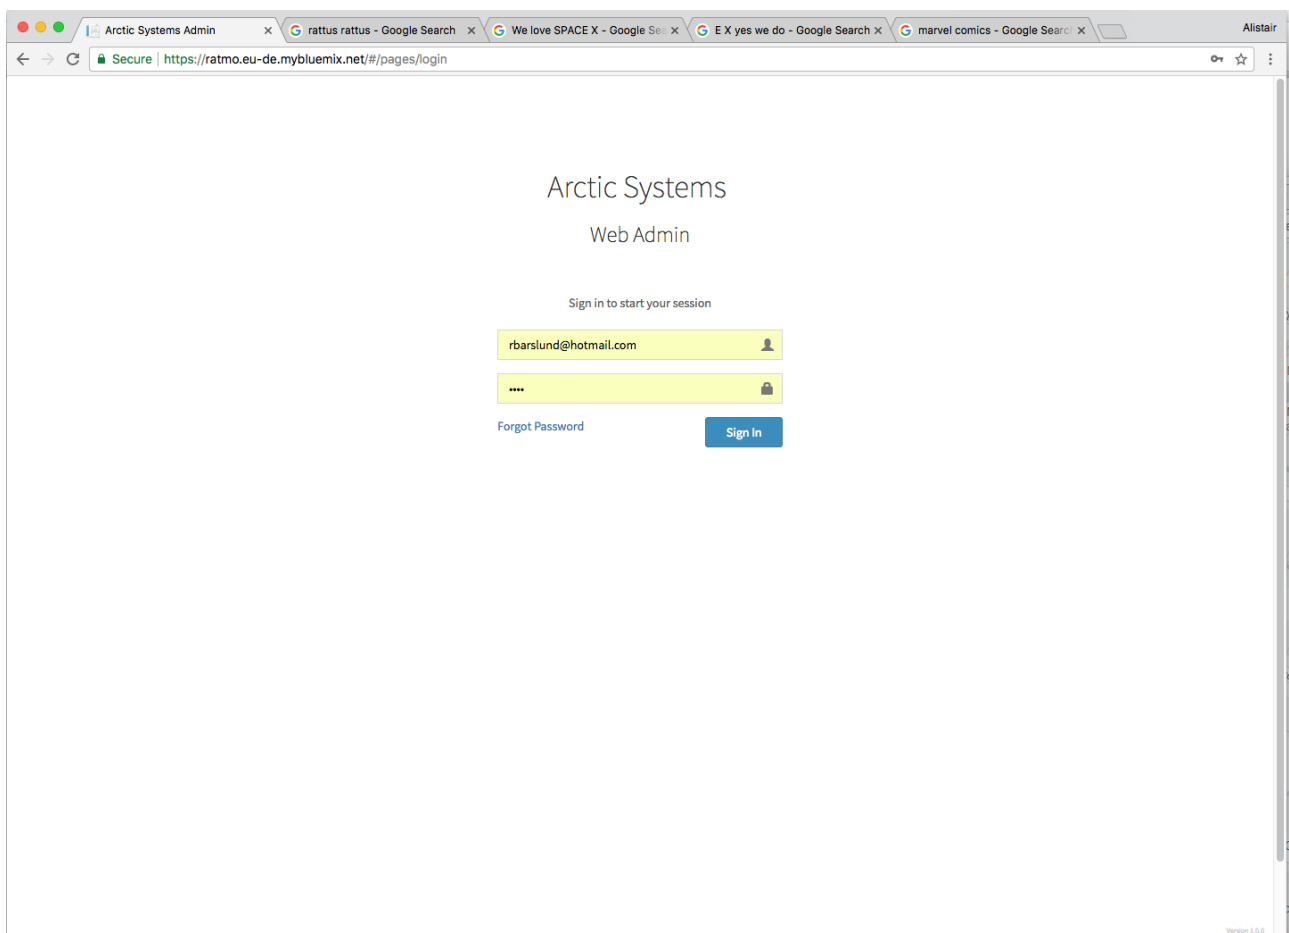 Arctic Systems Admin
rattus rattus - Google Search
We love SPACE X - Google Sea
E X yes we do - Google Search
marvel comics - Google Search
Alistair
Secure https://ratmo.eu-de.mybluemix.net/#/pages/login
Arctic Systems
Web Admin
Sign in to start your session
rbarslund@hotmail.com
••••
Forgot Password
Sign In
Version 1.0.0